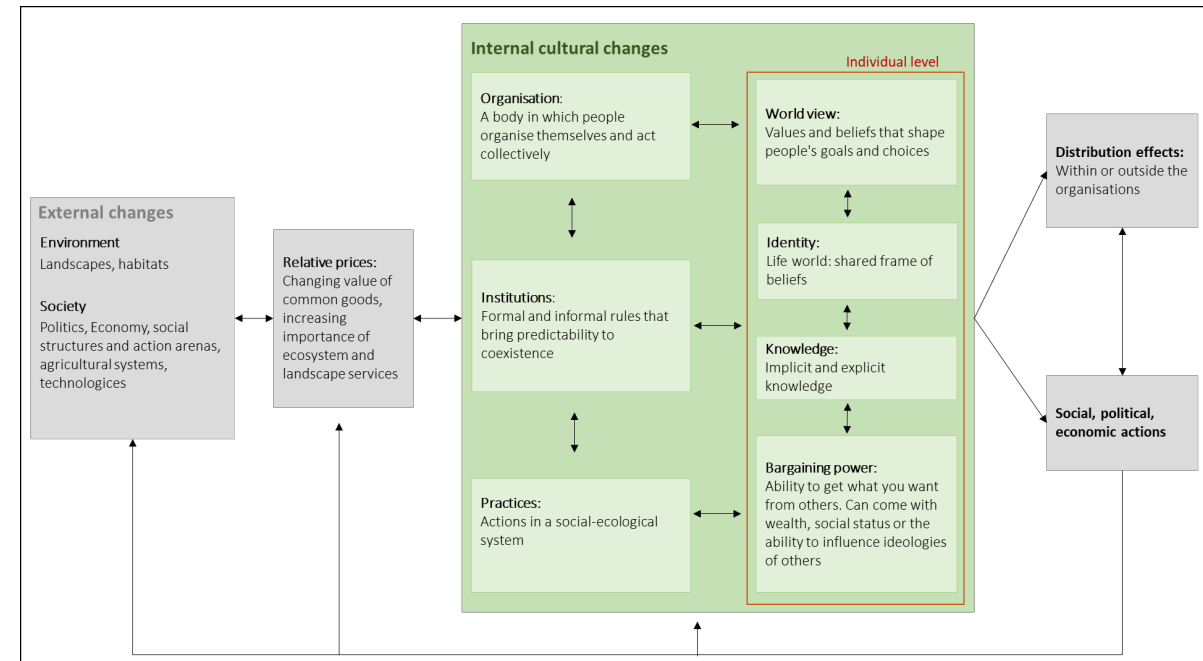 Internal cultural changes
Individual level
Organisation:
A body in which people
organise themselves and act
collectively
World view:
Values and beliefs that shape
people's goals and choices
Distribution effects:
Within or outside the
organisations
External changes
Environment
Landscapes, habitats
Society
Politics, Economy, social
structures and action arenas,
agricultural systems,
technologices
Relative prices:
Changing value of
common goods,
increasing
importance of
ecosystem and
landscape services
Institutions:
Formal and informal rules that
bring predictability to
coexistence
Identity:
Life world: shared frame of
beliefs
Knowledge:
Implicit and explicit
knowledge
Social, political,
economic actions
Practices:
Actions in a social-ecological
system
Bargaining power:
Ability to get what you want
from others. Can come with
wealth, social status or the
ability to influence ideologies
of others